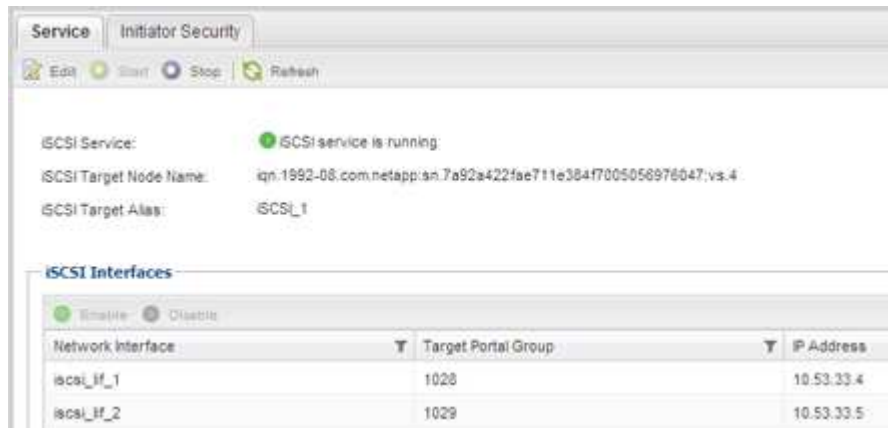 Service Initiator Security
Edit Start Stop Refresh
iSCSI Service: iSCSI service is running
iSCSI Target Node Name: iqn.1992-08.com.netapp:sn.7a92a422fae711e384f7005056976047:vs.4
iSCSI Target Alias: iSCSI_1
iSCSI Interfaces
Enable Disable
Network Interface Target Portal Group IP Address
iscsi_lif_1 1028 10.53.33.4
iscsi_lif_2 1029 10.53.33.5